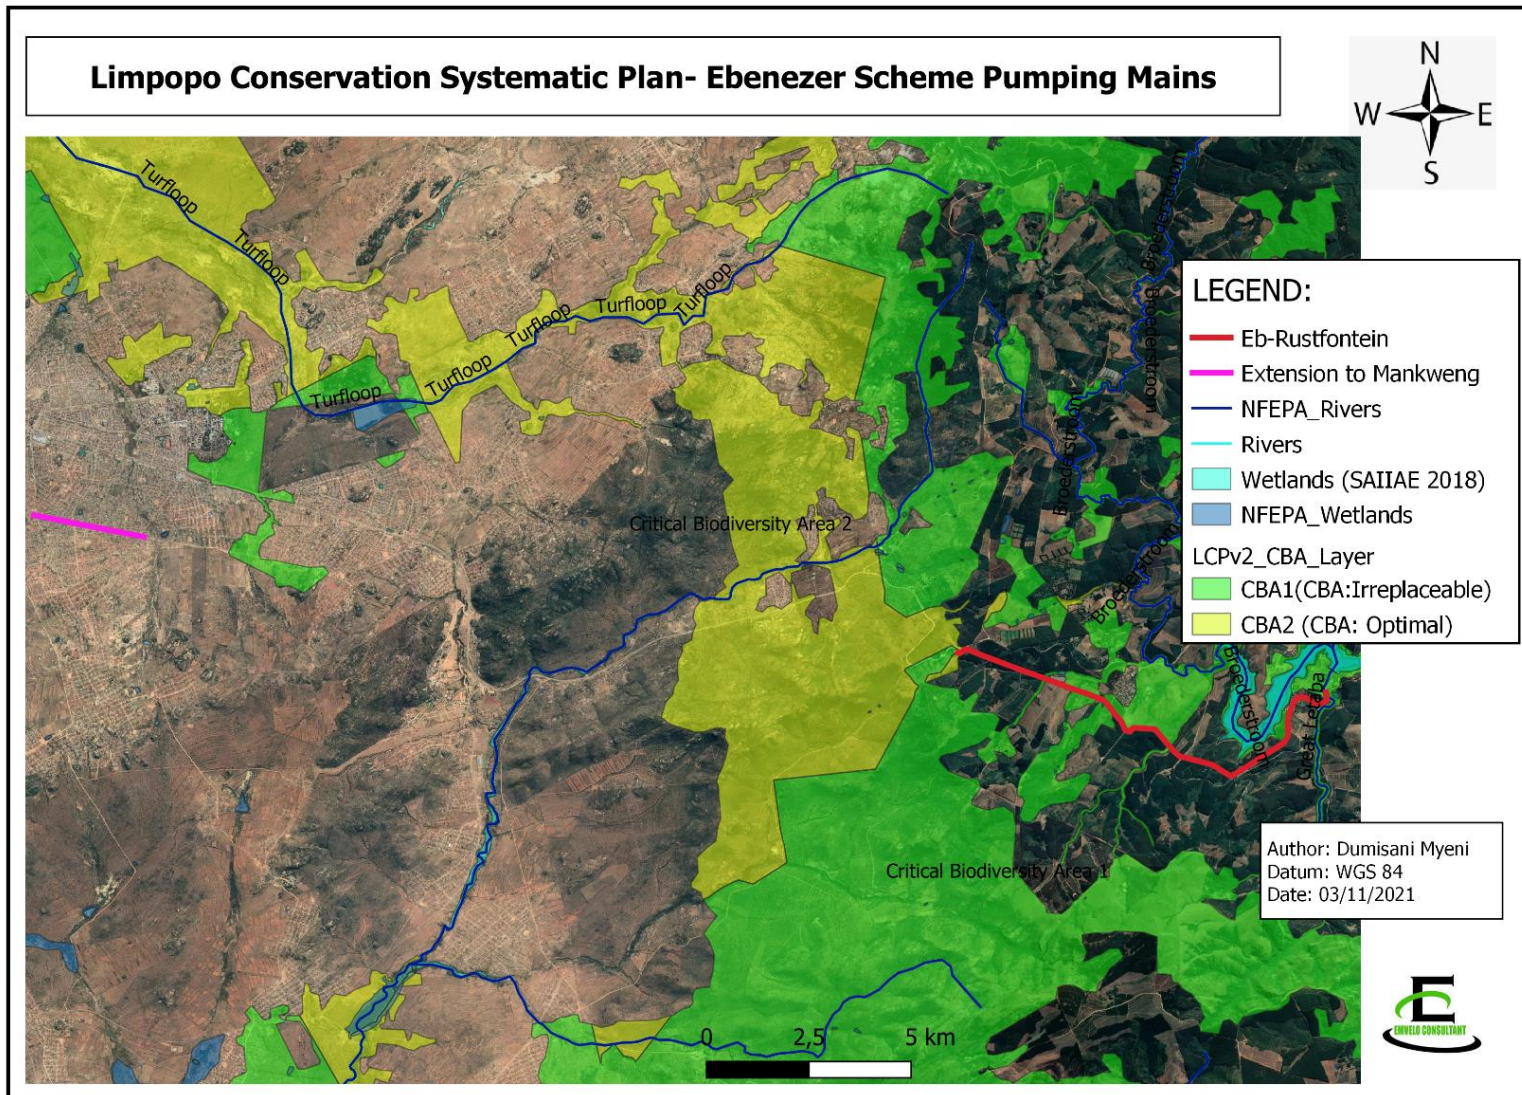 Limpopo Conservation Systematic Plan- Ebenezer Scheme Pumping Mains
N
W E
S
Turfloop
Turfloop
Turfloop
Turfloop
Turfloop
Turfloop
Turfloop
Broederstroom
Broederstroom
Broederstroom
Broederstroom
Broederstroom
Broederstroom
Great Letaba
Critical Biodiversity Area 2
Critical Biodiversity Area 1
LEGEND:
Eb-Rustfontein
Extension to Mankweng
NFEPA_Rivers
Rivers
Wetlands (SAIIAE 2018)
NFEPA_Wetlands
LCPv2_CBA_Layer
CBA1(CBA:Irreplaceable)
CBA2 (CBA: Optimal)
Author: Dumisani Myeni
Datum: WGS 84
Date: 03/11/2021
0 2,5 5 km
E
EMVELO CONSULTANT